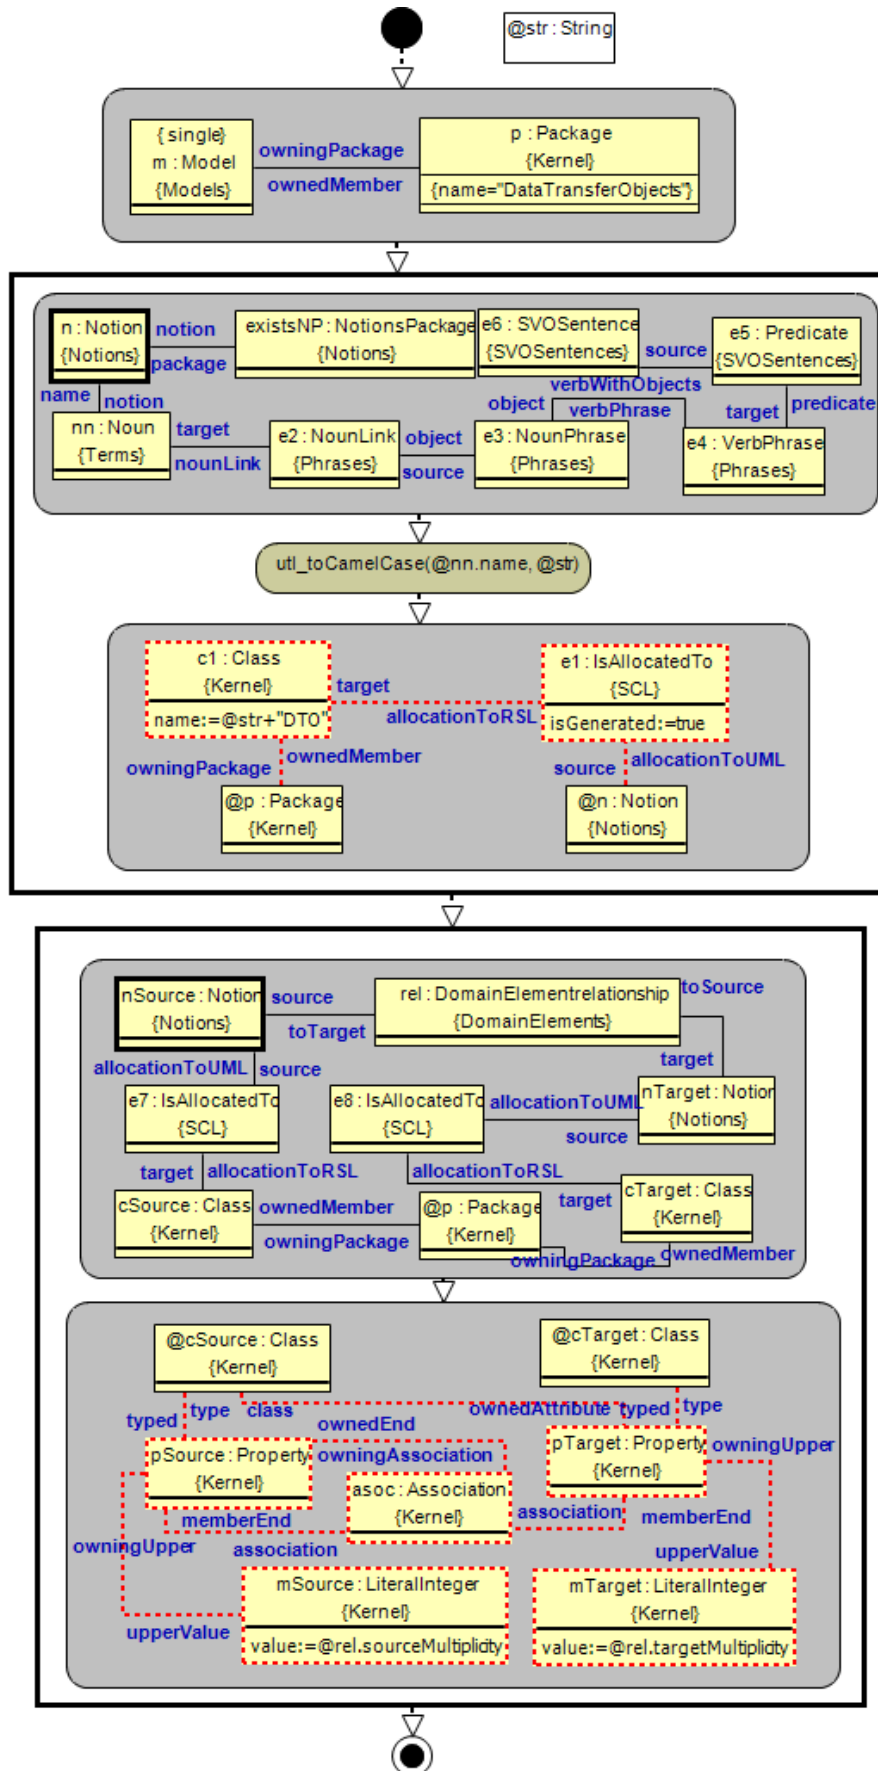 @str : String
{single}
m : Model
{Models}
owningPackage
ownedMember
p : Package
{Kernel}
{name="DataTransferObjects"}
n : Notion
{Notions}
notion
package
existsNP : NotionsPackage
{Notions}
e6 : SVOSentence
{SVOSentences}
source
e5 : Predicate
{SVOSentences}
verbWithObjects
name
notion
object
verbPhrase
target
predicate
nn : Noun
{Terms}
target
nounLink
e2 : NounLink
{Phrases}
object
source
e3 : NounPhrase
{Phrases}
e4 : VerbPhrase
{Phrases}
utl_toCamelCase(@nn.name, @str)
c1 : Class
{Kernel}
name:=@str+"DTO"
target
allocationToRSL
e1 : IsAllocatedTo
{SCL}
isGenerated:=true
owningPackage
ownedMember
source
allocationToUML
@p : Package
{Kernel}
@n : Notion
{Notions}
nSource : Notion
{Notions}
source
toTarget
rel : DomainElementrelationship
{DomainElements}
toSource
target
allocationToUML
source
e7 : IsAllocatedTo
{SCL}
e8 : IsAllocatedTo
{SCL}
allocationToUML
source
nTarget : Notion
{Notions}
target
allocationToRSL
allocationToRSL
target
cSource : Class
{Kernel}
ownedMember
owningPackage
@p : Package
{Kernel}
cTarget : Class
{Kernel}
owningPackage
ownedMember
@cSource : Class
{Kernel}
@cTarget : Class
{Kernel}
typed
type
class
ownedEnd
ownedAttribute
typed
type
pSource : Property
{Kernel}
owningAssociation
pTarget : Property
{Kernel}
owningUpper
asoc : Association
{Kernel}
memberEnd
association
association
memberEnd
owningUpper
upperValue
mSource : LiteralInteger
{Kernel}
value:=@rel.sourceMultiplicity
upperValue
mTarget : LiteralInteger
{Kernel}
value:=@rel.targetMultiplicity